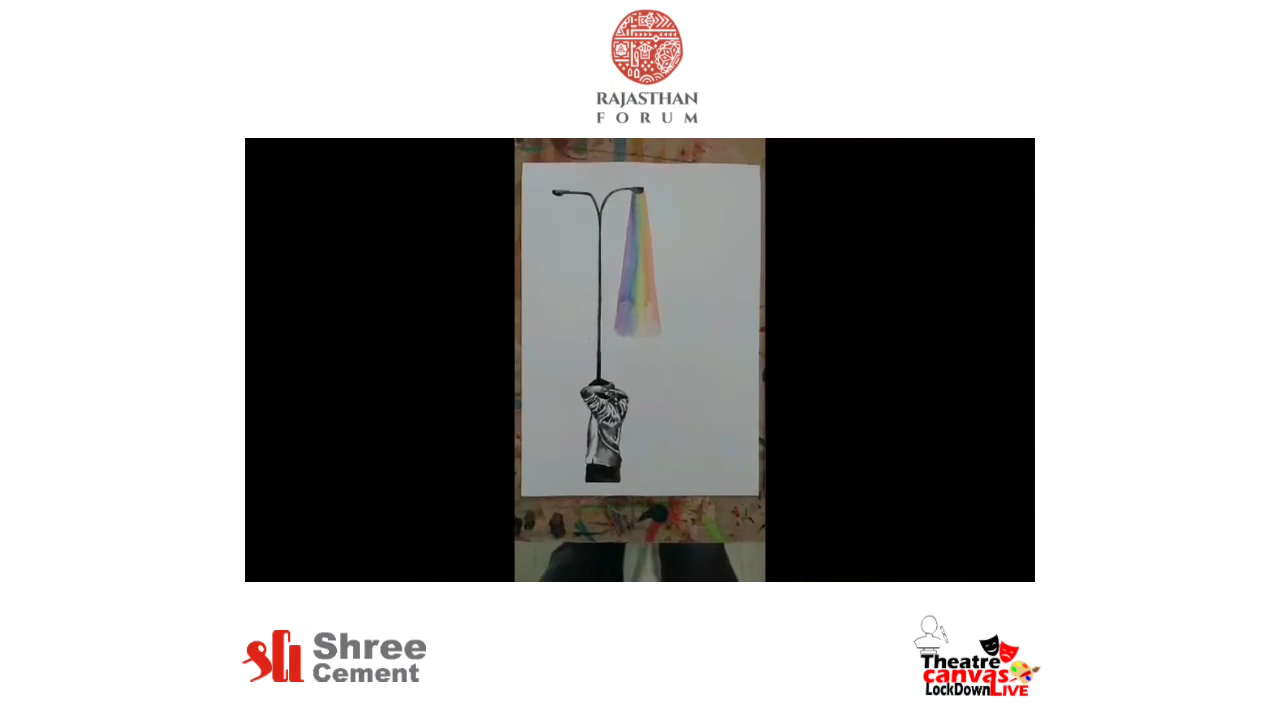 RAJASTHAN
FORUM
Shree
Cement
Theatre
canvas
LockDown LIVE